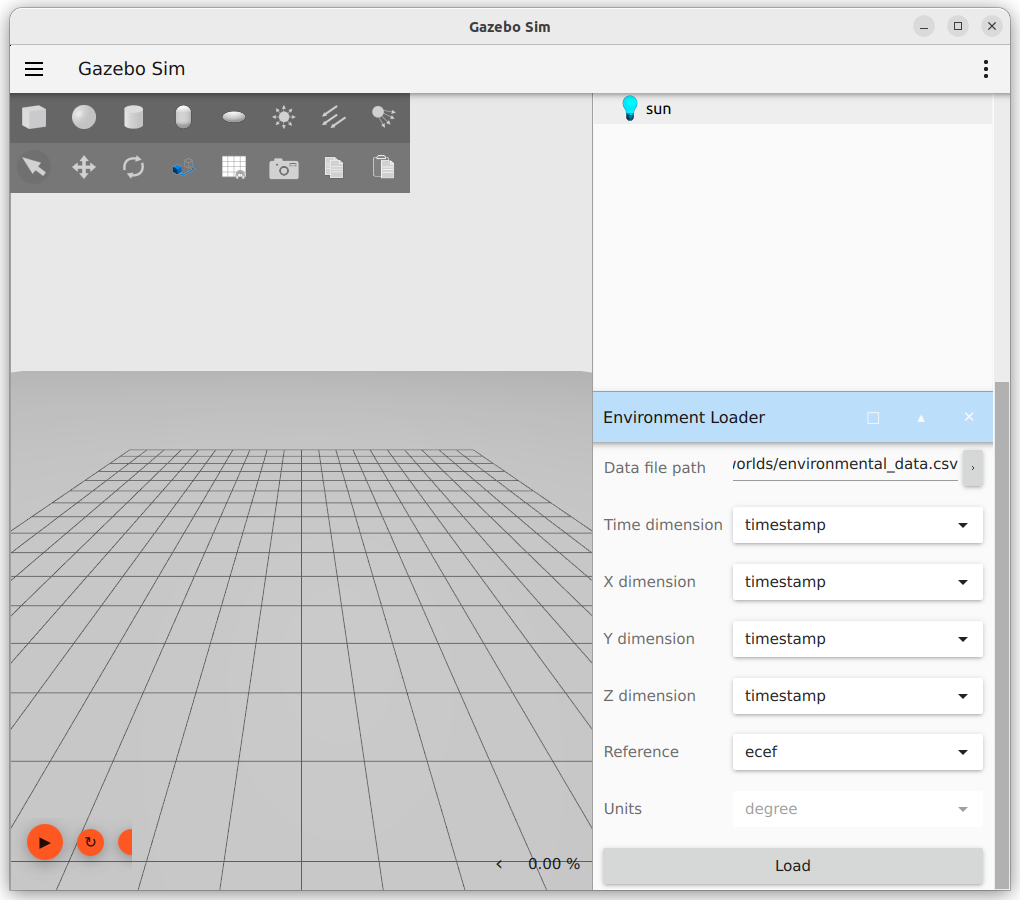 Gazebo Sim
Gazebo Sim
sun
Environment Loader
Data file path
/orlds/environmental_data.csv
Time dimension timestamp
X dimension timestamp
Y dimension timestamp
Z dimension timestamp
Reference ecef
Units degree
Load
0.00 %